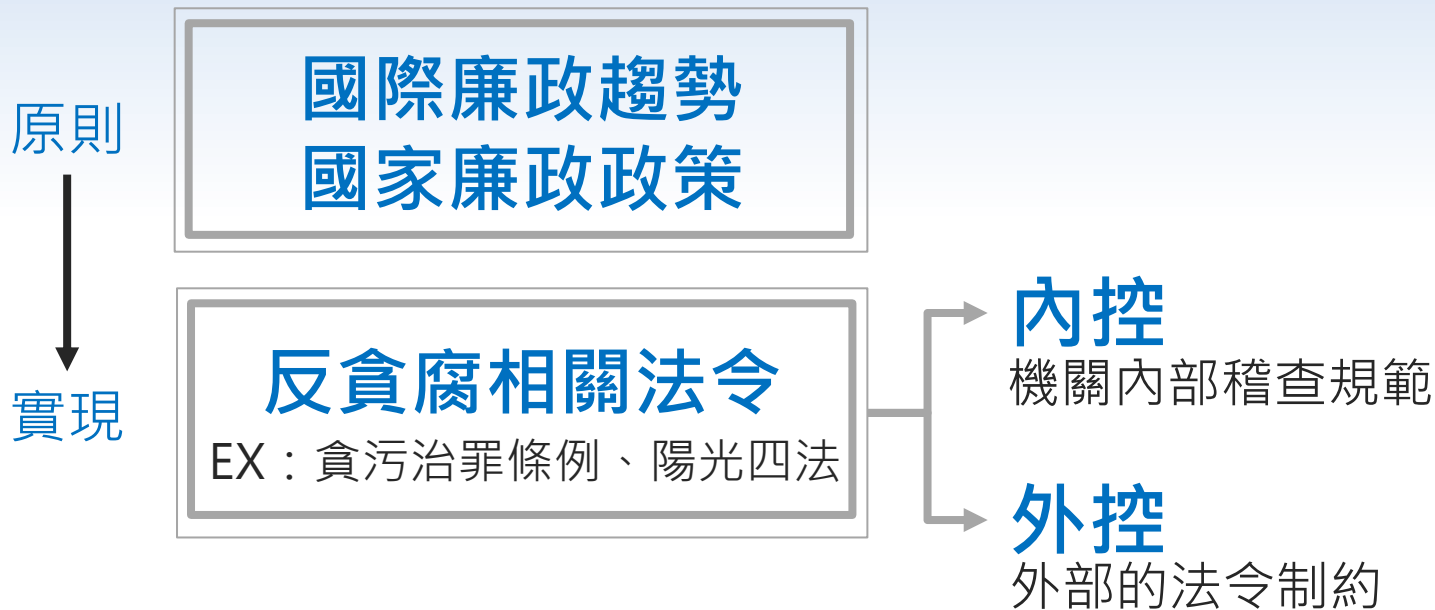 原則
國際廉政趨勢
國家廉政政策
實現
反貪腐相關法令
EX：貪污治罪條例、陽光四法
內控
機關內部稽查規範
外控
外部的法令制約